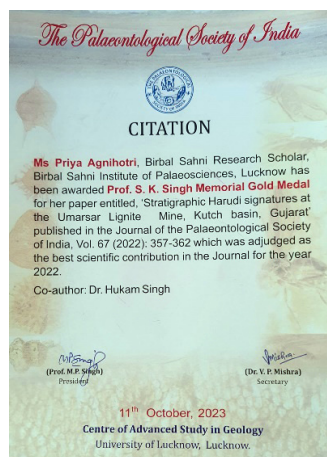 The Palaeontological Society of India
CITATION
Ms Priya Agnihotri, Birbal Sahni Research Scholar,
Birbal Sahni Institute of Palaeosciences, Lucknow has
been awarded Prof. S. K. Singh Memorial Gold Medal
for her paper entitled, 'Stratigraphic Harudi signatures at
the Umarsar Lignite Mine, Kutch basin, Gujarat'
published in the Journal of the Palaeontological Society
of India, Vol. 67 (2022): 357-362 which was adjudged as
the best scientific contribution in the Journal for the year
2022.
Co-author: Dr. Hukam Singh
(Prof. M.P. Singh)
President
(Dr. V. P. Mishra)
Secretary
11th October, 2023
Centre of Advanced Study in Geology
University of Lucknow, Lucknow.